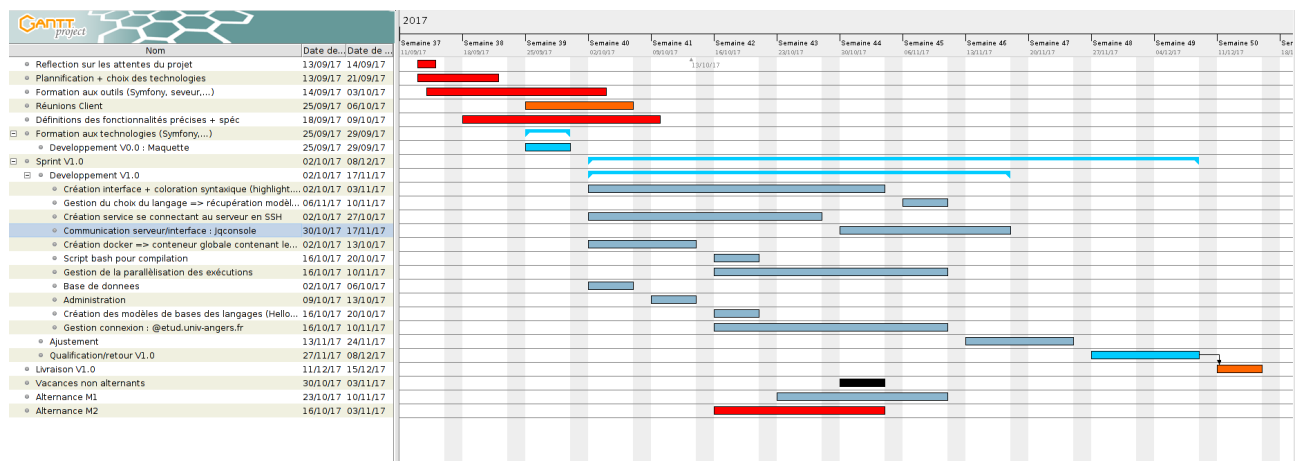 GANTT
project
2017
Nom Date de... Date de ...
Semaine 37 Semaine 38 Semaine 39 Semaine 40 Semaine 41 Semaine 42 Semaine 43 Semaine 44 Semaine 45 Semaine 46 Semaine 47 Semaine 48 Semaine 49 Semaine 50 Ser
11/09/17 18/09/17 25/09/17 02/10/17 09/10/17 16/10/17 23/10/17 30/10/17 06/11/17 13/11/17 20/11/17 27/11/17 04/12/17 11/12/17 18/1
Reflection sur les attentes du projet 13/09/17 14/09/17
13/10/17
Plannification + choix des technologies 13/09/17 21/09/17
Formation aux outils (Symfony, seveur,...) 14/09/17 03/10/17
Réunions Client 25/09/17 06/10/17
Définitions des fonctionnalités précises + spéc 18/09/17 09/10/17
Formation aux technologies (Symfony,...) 25/09/17 29/09/17
Developpement V0.0 : Maquette 25/09/17 29/09/17
Sprint V1.0 02/10/17 08/12/17
Developpement V1.0 02/10/17 17/11/17
Création interface + coloration syntaxique (highlight... 02/10/17 03/11/17
Gestion du choix du langage => récupération modèl... 06/11/17 10/11/17
Création service se connectant au serveur en SSH 02/10/17 27/10/17
Communication serveur/interface : Jqconsole 30/10/17 17/11/17
Création docker => conteneur globale contenant le... 02/10/17 13/10/17
Script bash pour compilation 16/10/17 20/10/17
Gestion de la parallèlisation des exécutions 16/10/17 10/11/17
Base de donnees 02/10/17 06/10/17
Administration 09/10/17 13/10/17
Création des modèles de bases des langages (Hello... 16/10/17 20/10/17
Gestion connexion : @etud.univ-angers.fr 16/10/17 10/11/17
Ajustement 13/11/17 24/11/17
Qualification/retour V1.0 27/11/17 08/12/17
Livraison V1.0 11/12/17 15/12/17
Vacances non alternants 30/10/17 03/11/17
Alternance M1 23/10/17 10/11/17
Alternance M2 16/10/17 03/11/17